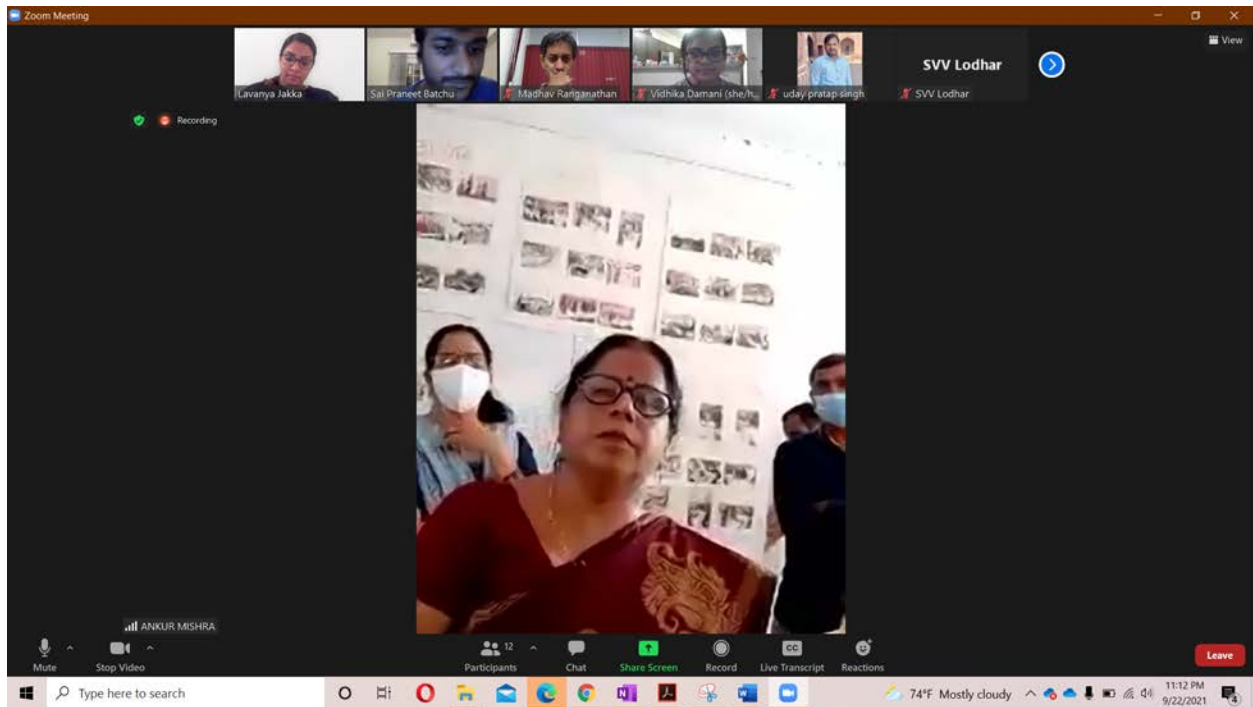 Zoom Meeting
View
Lavanya Jakka
Sai Praneet Batchu
Madhav Ranganathan
Vidhika Damani (she/h...
uday pratap singh
SVV Lodhar
SVV Lodhar
Recording
ANKUR MISHRA
Mute
Stop Video
Participants
12
Chat
Share Screen
Record
CC
Live Transcript
Reactions
Leave
Type here to search
74°F Mostly cloudy
11:12 PM
9/22/2021
4